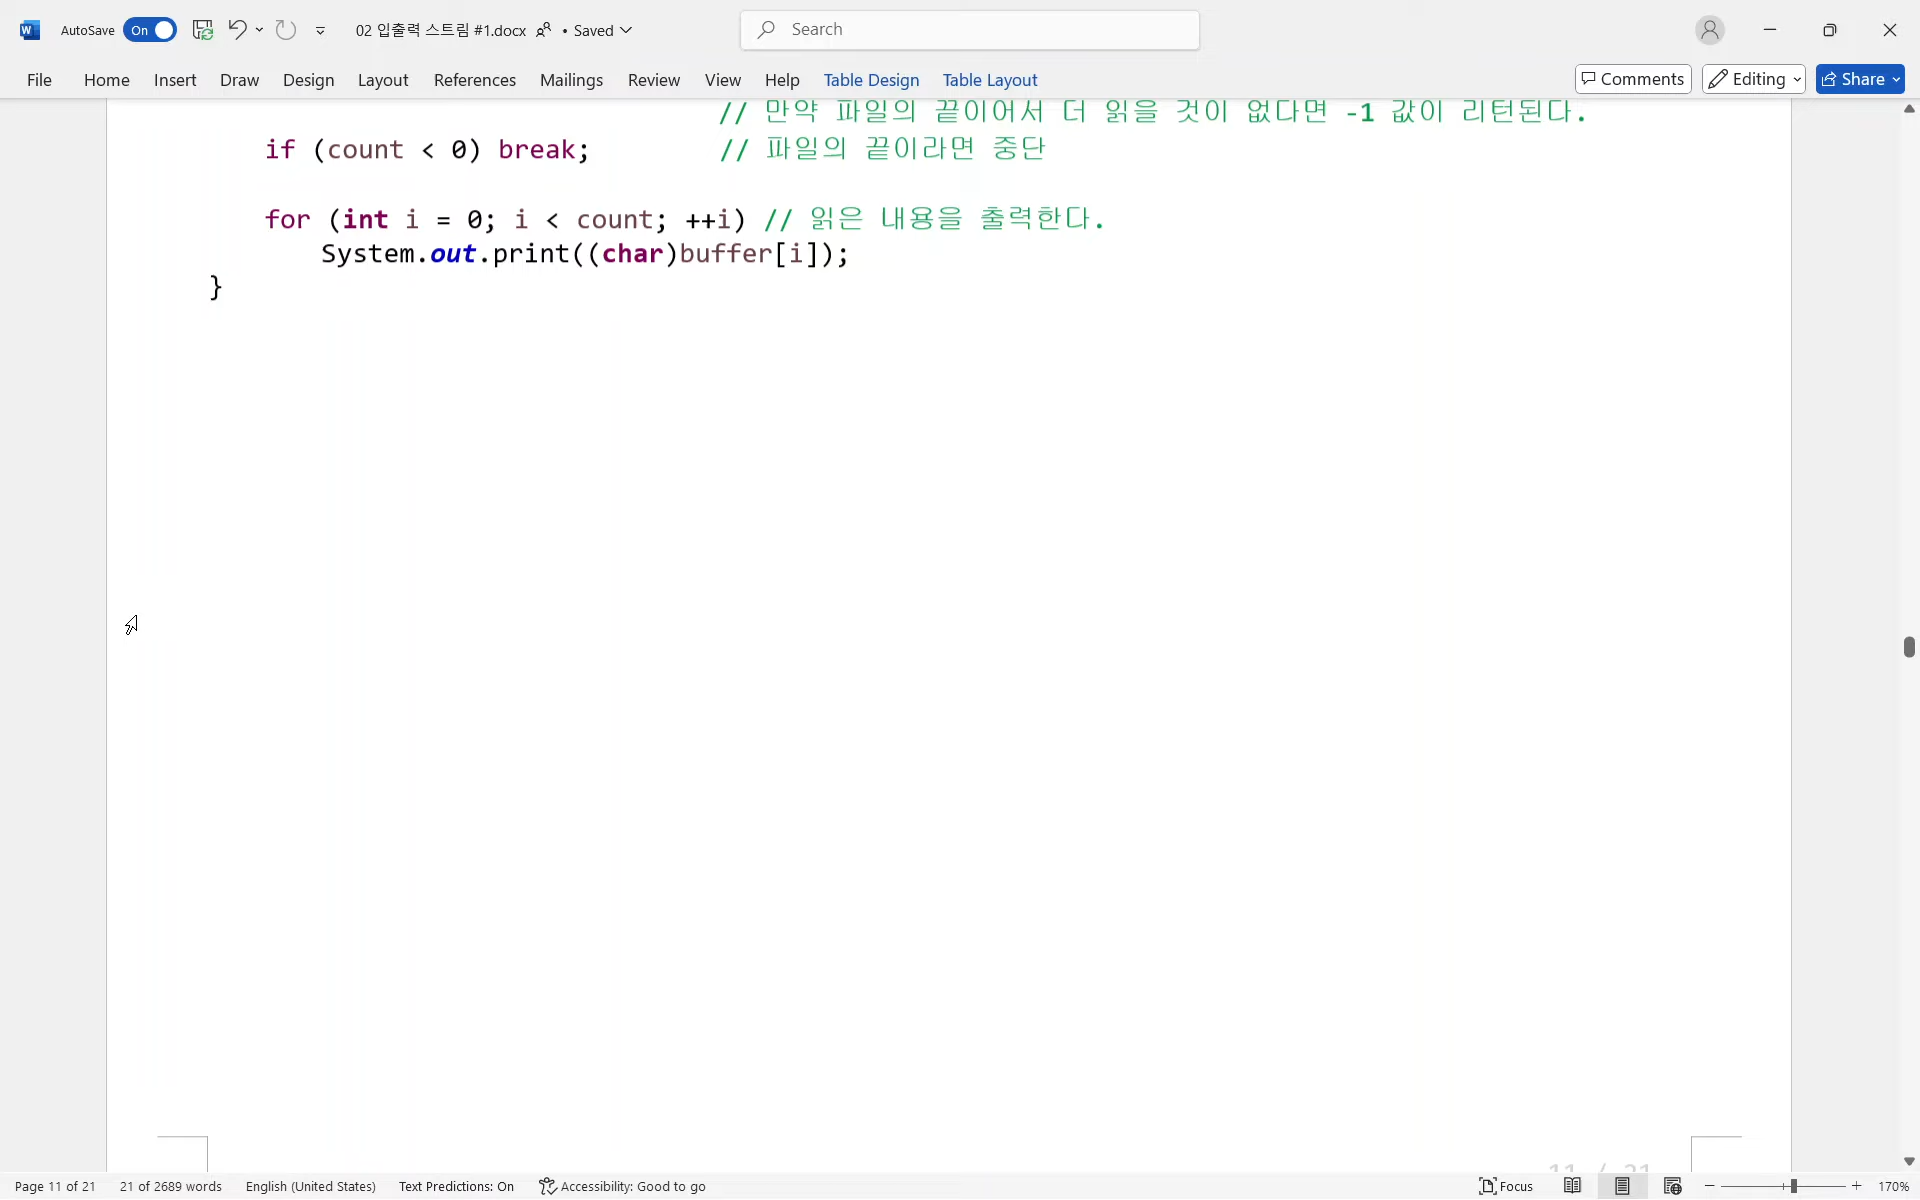 AutoSave On 02 입출력 스트림 #1.docx • Saved Search
File Home Insert Draw Design Layout References Mailings Review View Help Table Design Table Layout Comments Editing Share
// 만약 파일의 끝이어서 더 읽을 것이 없다면 -1 값이 리턴된다.
if (count < 0) break; // 파일의 끝이라면 중단
for (int i = 0; i < count; ++i) // 읽은 내용을 출력한다.
System.out.print((char)buffer[i]);
}
11 / 21
Page 11 of 21 21 of 2689 words English (United States) Text Predictions: On Accessibility: Good to go Focus 170%